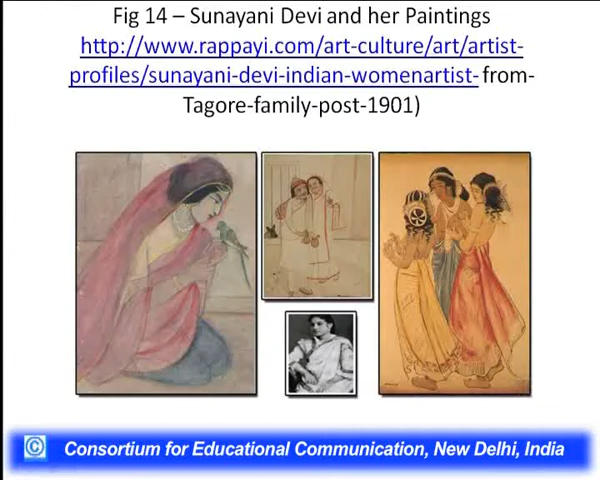 Fig 14 – Sunayani Devi and her Paintings
http://www.rappayi.com/art-culture/art/artist-
profiles/sunayani-devi-indian-womenartist-from-
Tagore-family-post-1901)
© Consortium for Educational Communication, New Delhi, India